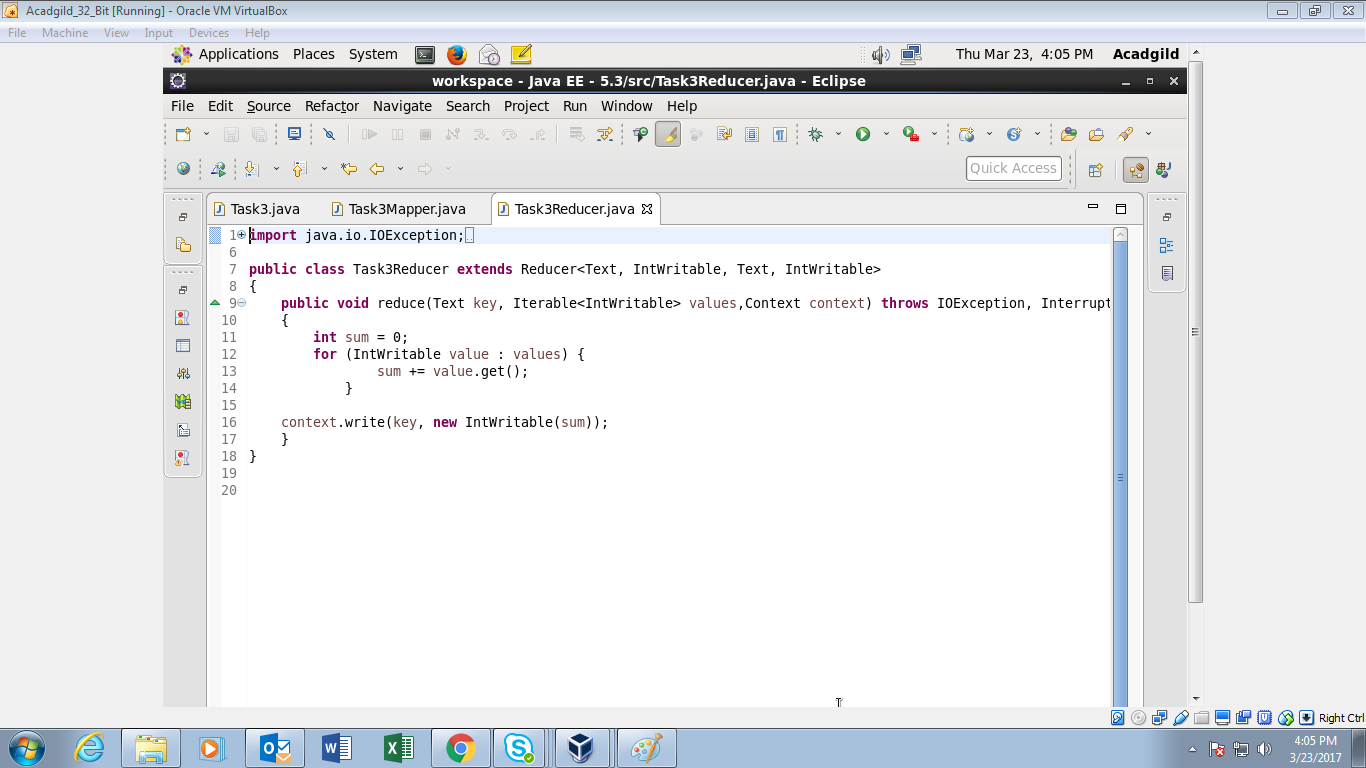 Acadgild_32_Bit [Running] - Oracle VM VirtualBox
File Machine View Input Devices Help
Applications Places System Thu Mar 23, 4:05 PM Acadgild
workspace - Java EE - 5.3/src/Task3Reducer.java - Eclipse
File Edit Source Refactor Navigate Search Project Run Window Help
Quick Access
Task3.java Task3Mapper.java Task3Reducer.java
1 import java.io.IOException;
6
7 public class Task3Reducer extends Reducer<Text, IntWritable, Text, IntWritable>
8 {
9 public void reduce(Text key, Iterable<IntWritable> values,Context context) throws IOException, Interrupt
10 {
11 int sum = 0;
12 for (IntWritable value : values) {
13 sum += value.get();
14 }
15
16 context.write(key, new IntWritable(sum));
17 }
18 }
19
20
Right Ctrl
4:05 PM
3/23/2017